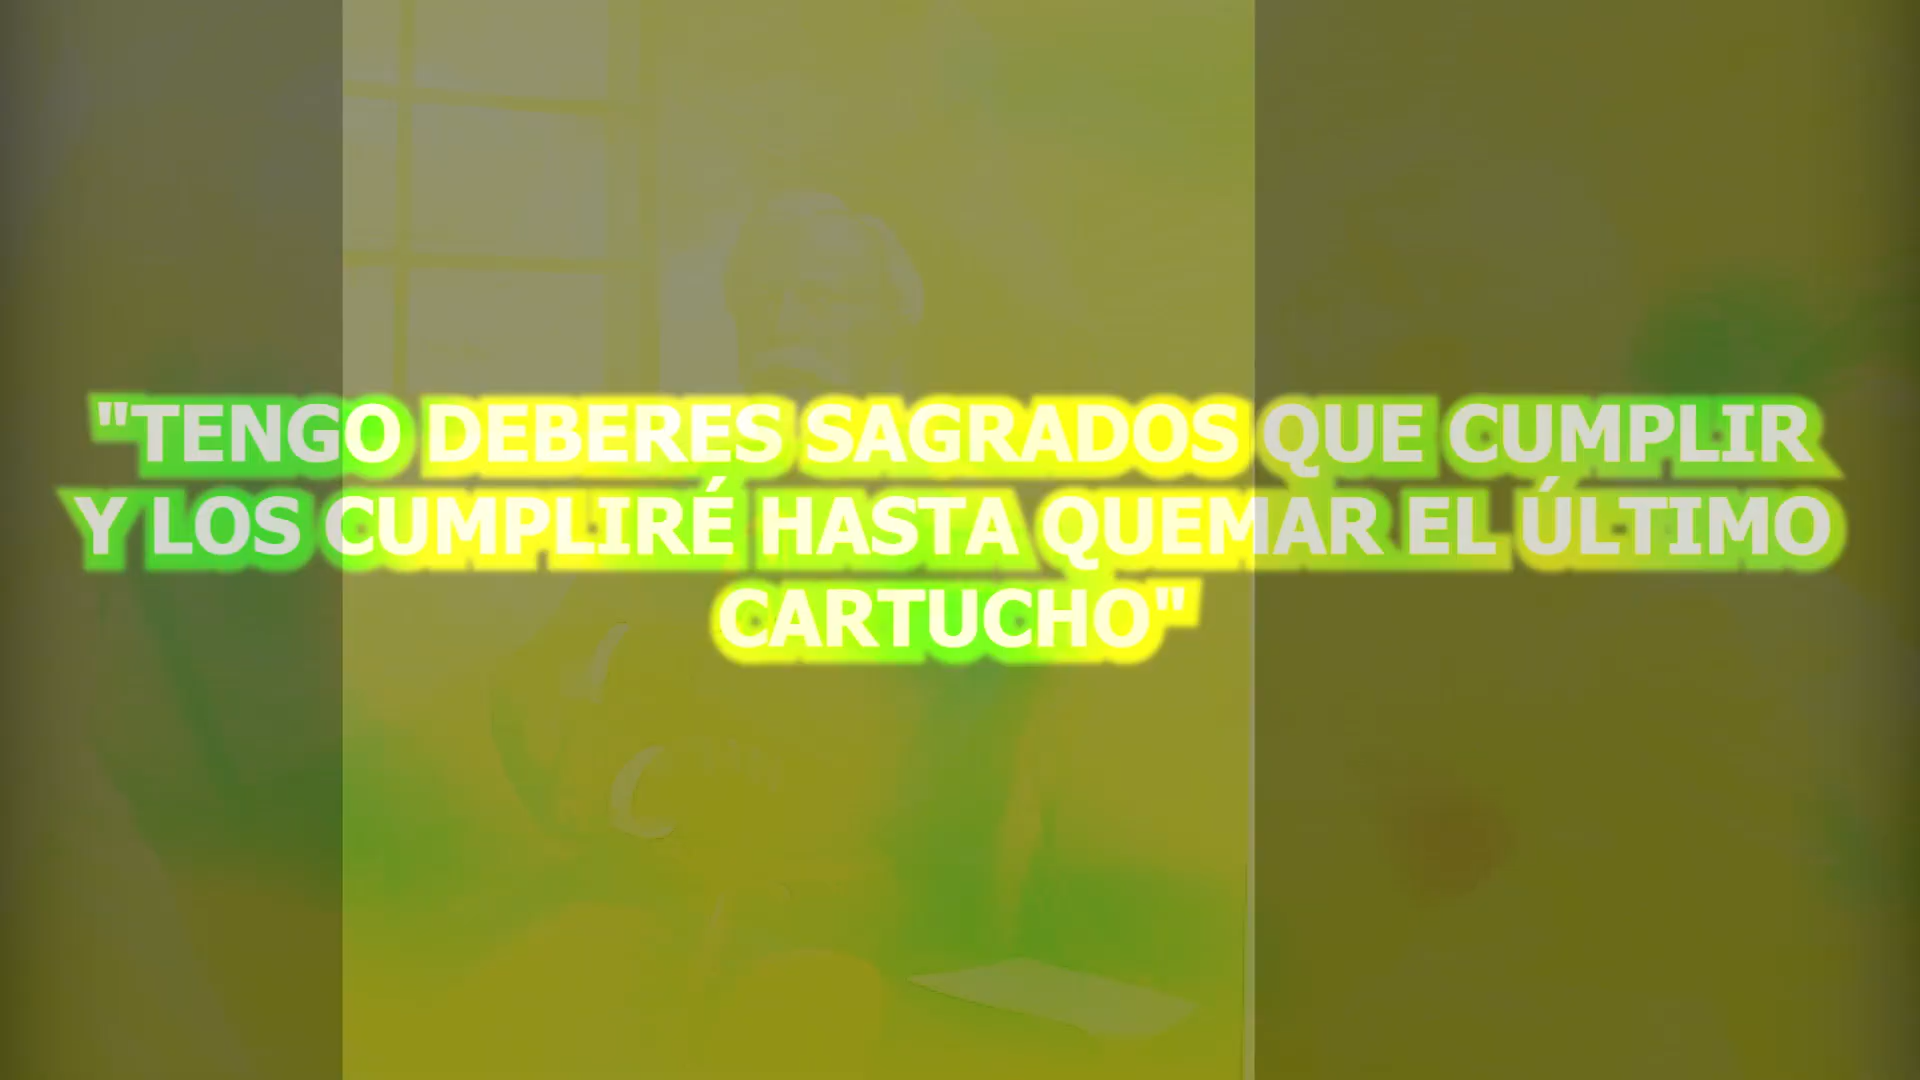 "TENGO DEBERES SAGRADOS QUE CUMPLIR
Y LOS CUMPLIRÉ HASTA QUEMAR EL ÚLTIMO
CARTUCHO"